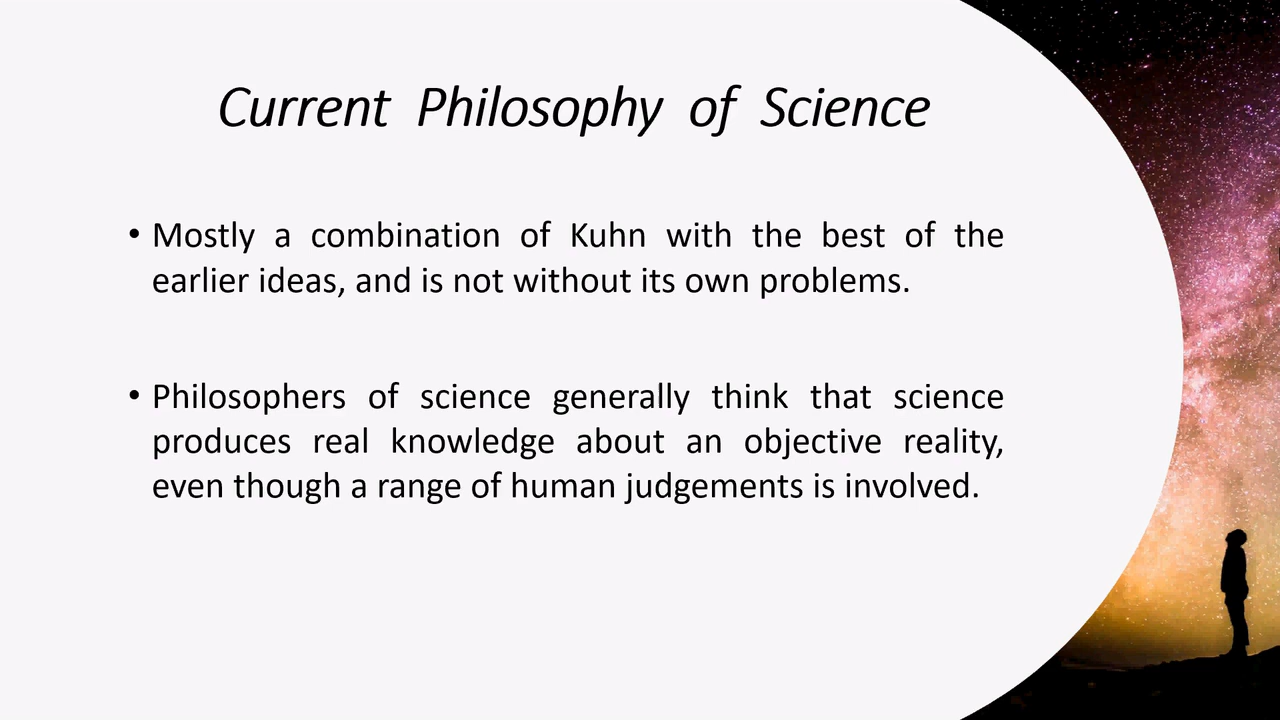 Current Philosophy of Science
• Mostly a combination of Kuhn with the best of the
earlier ideas, and is not without its own problems.
• Philosophers of science generally think that science
produces real knowledge about an objective reality,
even though a range of human judgements is involved.